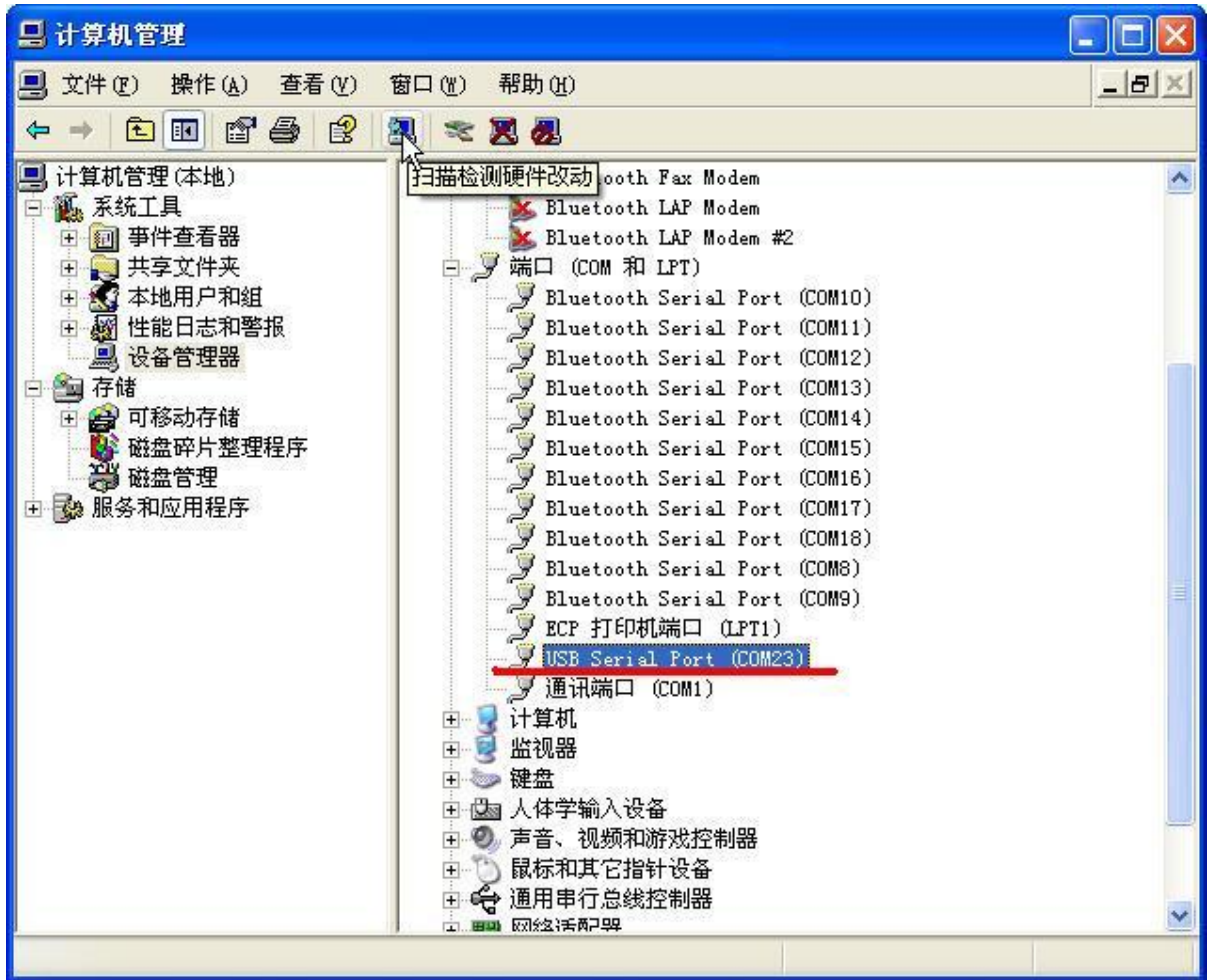 计算机管理
文件(F) 操作(A) 查看(V) 窗口(W) 帮助(H)
扫描检测硬件改动
计算机管理(本地)
系统工具
事件查看器
共享文件夹
本地用户和组
性能日志和警报
设备管理器
存储
可移动存储
磁盘碎片整理程序
磁盘管理
服务和应用程序
ooth Fax Modem
Bluetooth LAP Modem
Bluetooth LAP Modem #2
端口 (COM 和 LPT)
Bluetooth Serial Port (COM10)
Bluetooth Serial Port (COM11)
Bluetooth Serial Port (COM12)
Bluetooth Serial Port (COM13)
Bluetooth Serial Port (COM14)
Bluetooth Serial Port (COM15)
Bluetooth Serial Port (COM16)
Bluetooth Serial Port (COM17)
Bluetooth Serial Port (COM18)
Bluetooth Serial Port (COM8)
Bluetooth Serial Port (COM9)
ECP 打印机端口 (LPT1)
USB Serial Port (COM23)
通讯端口 (COM1)
计算机
监视器
键盘
人体学输入设备
声音、视频和游戏控制器
鼠标和其它指针设备
通用串行总线控制器
网络适配器